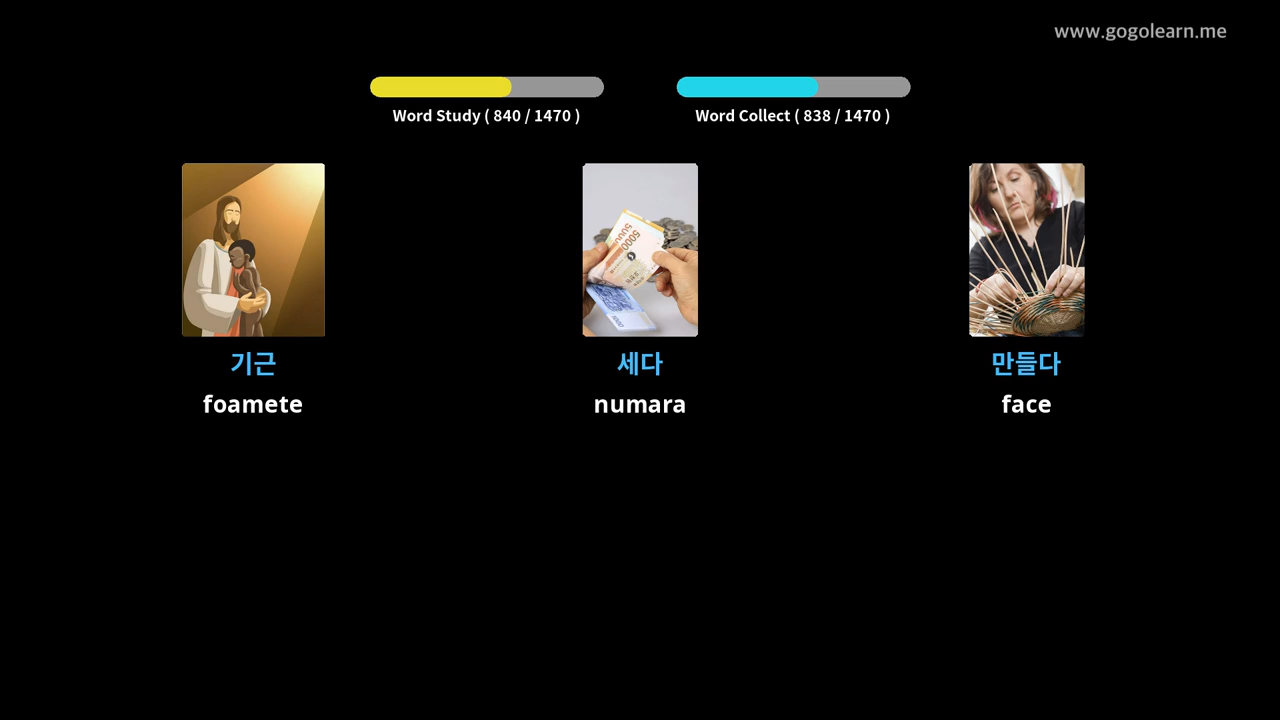 www.gogolearn.me
Word Study ( 840 / 1470 )
Word Collect ( 838 / 1470 )
5000
기근
세다
만들다
foamete
numara
face